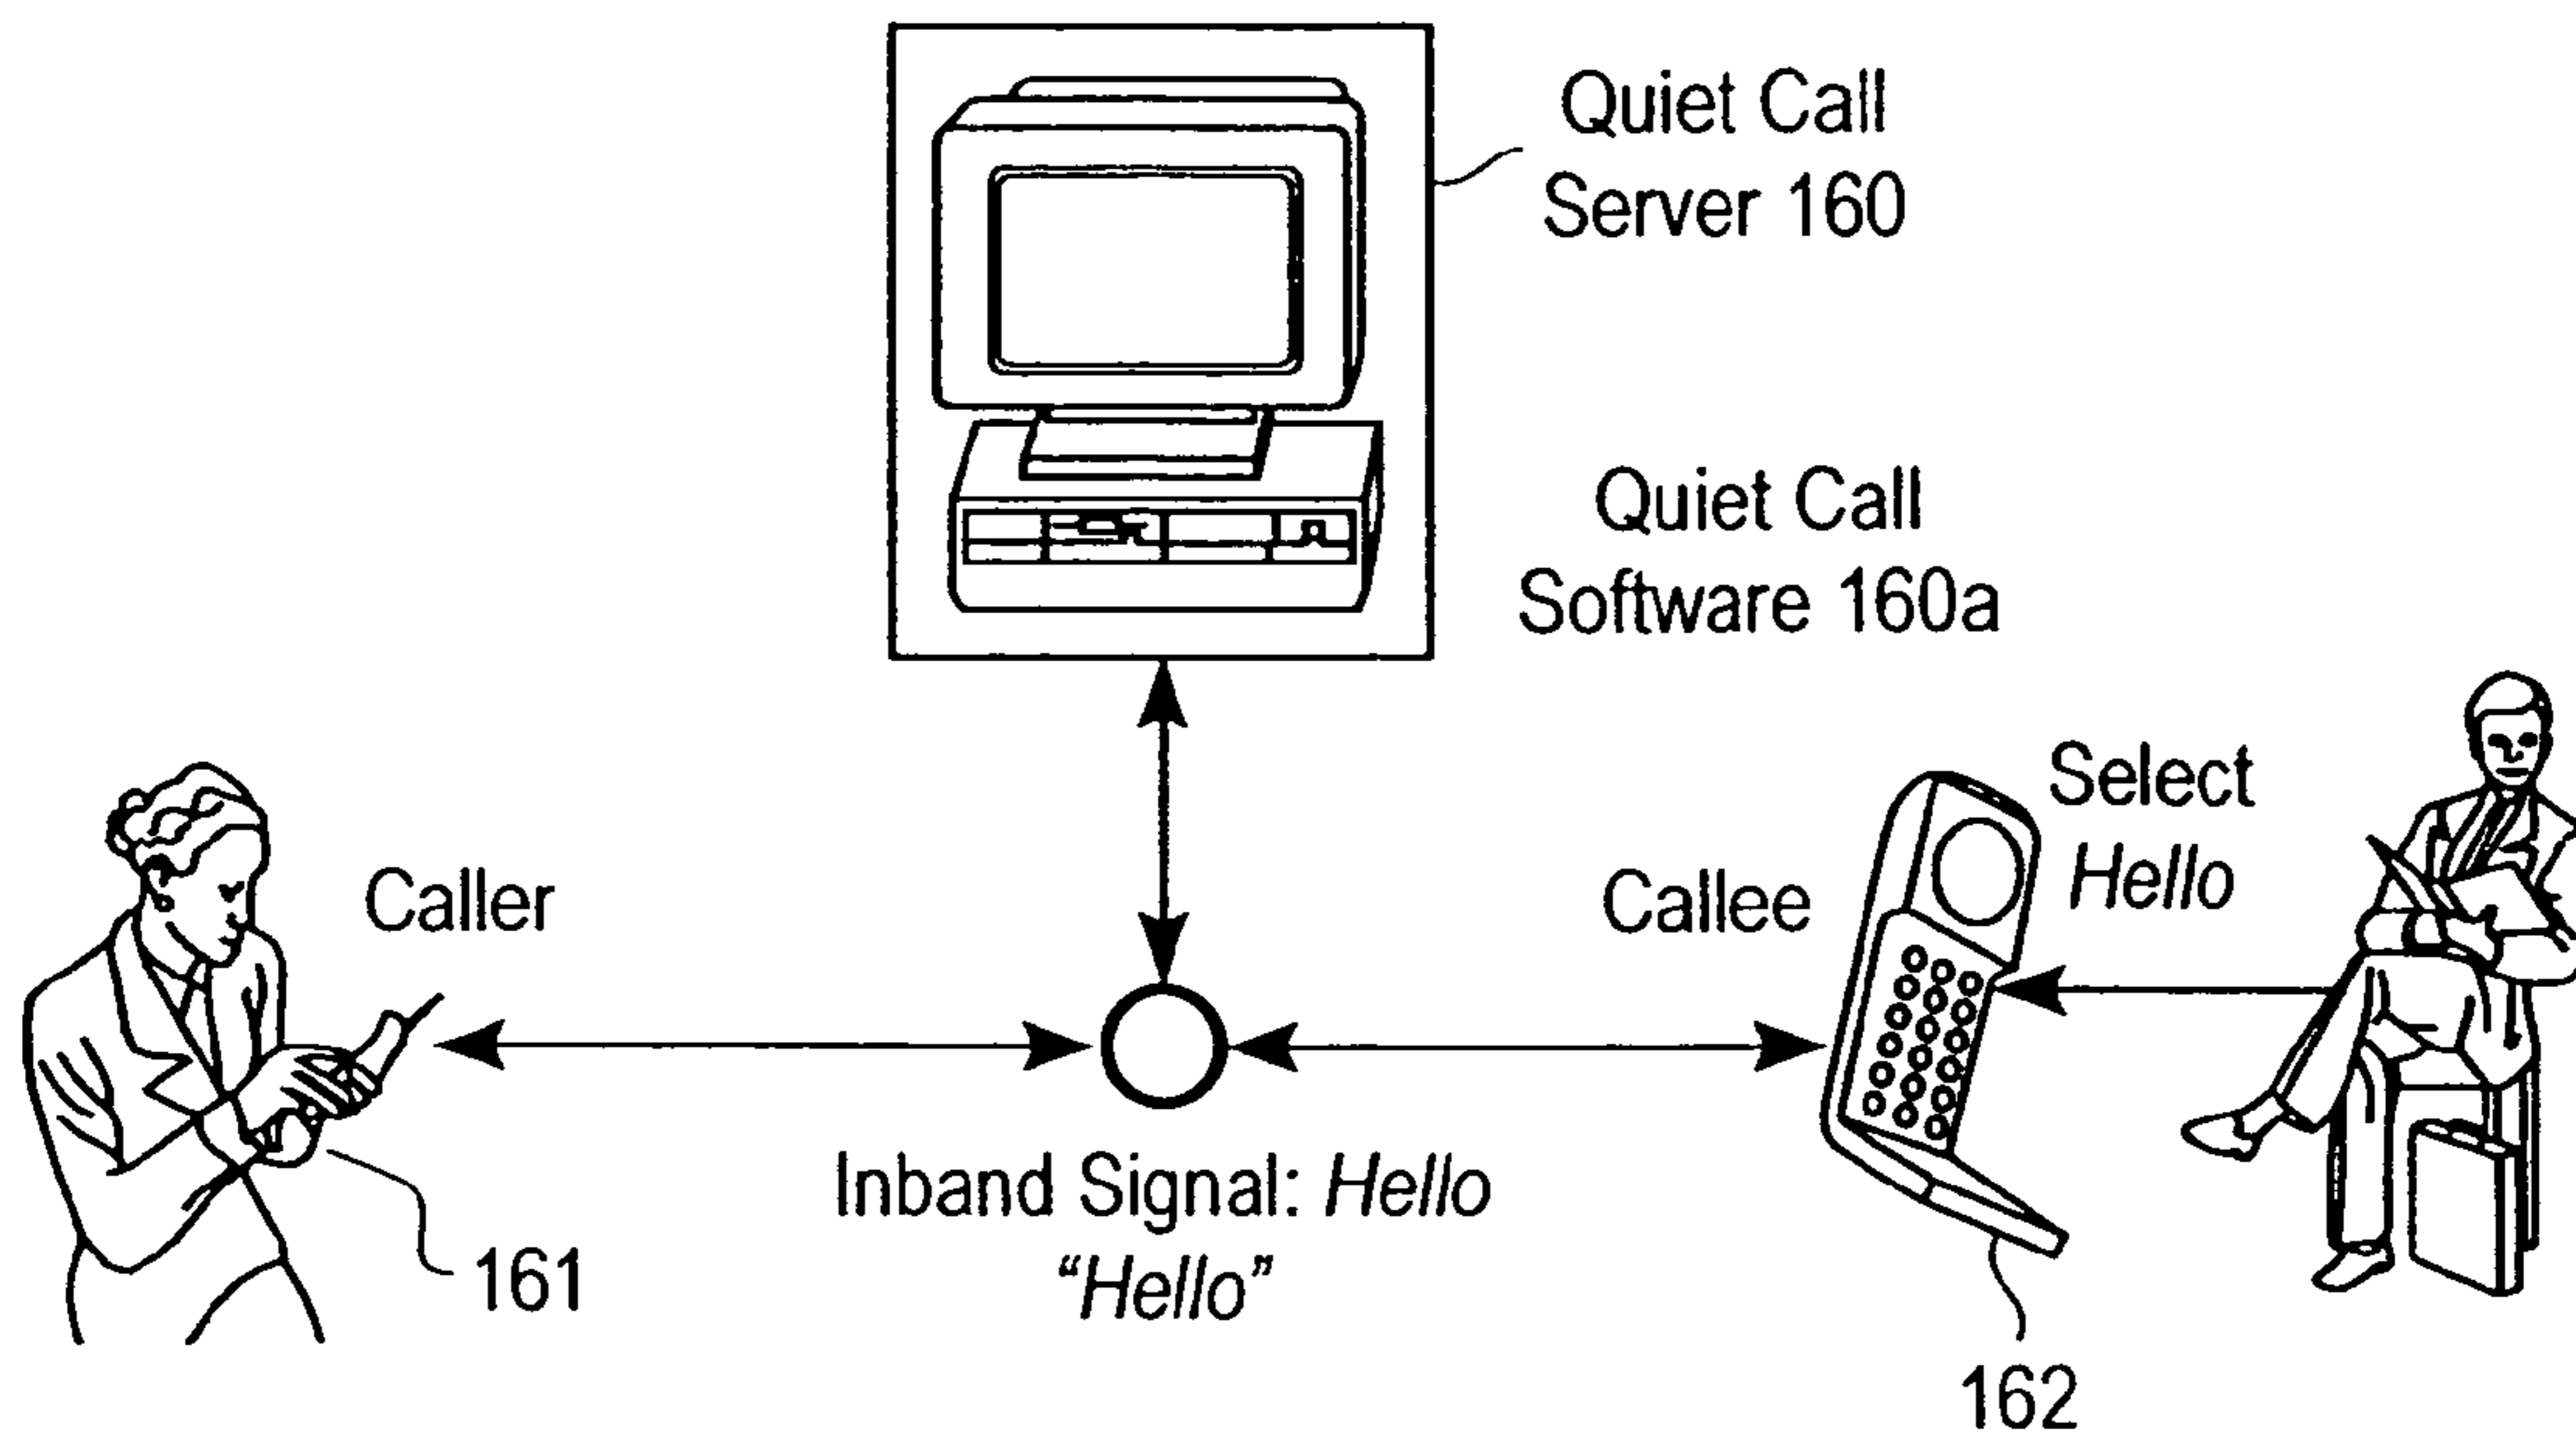 Quiet Call
Server 160
Quiet Call
Software 160a
Caller
Callee
Select
Hello
Inband Signal: Hello
“Hello”
161
162